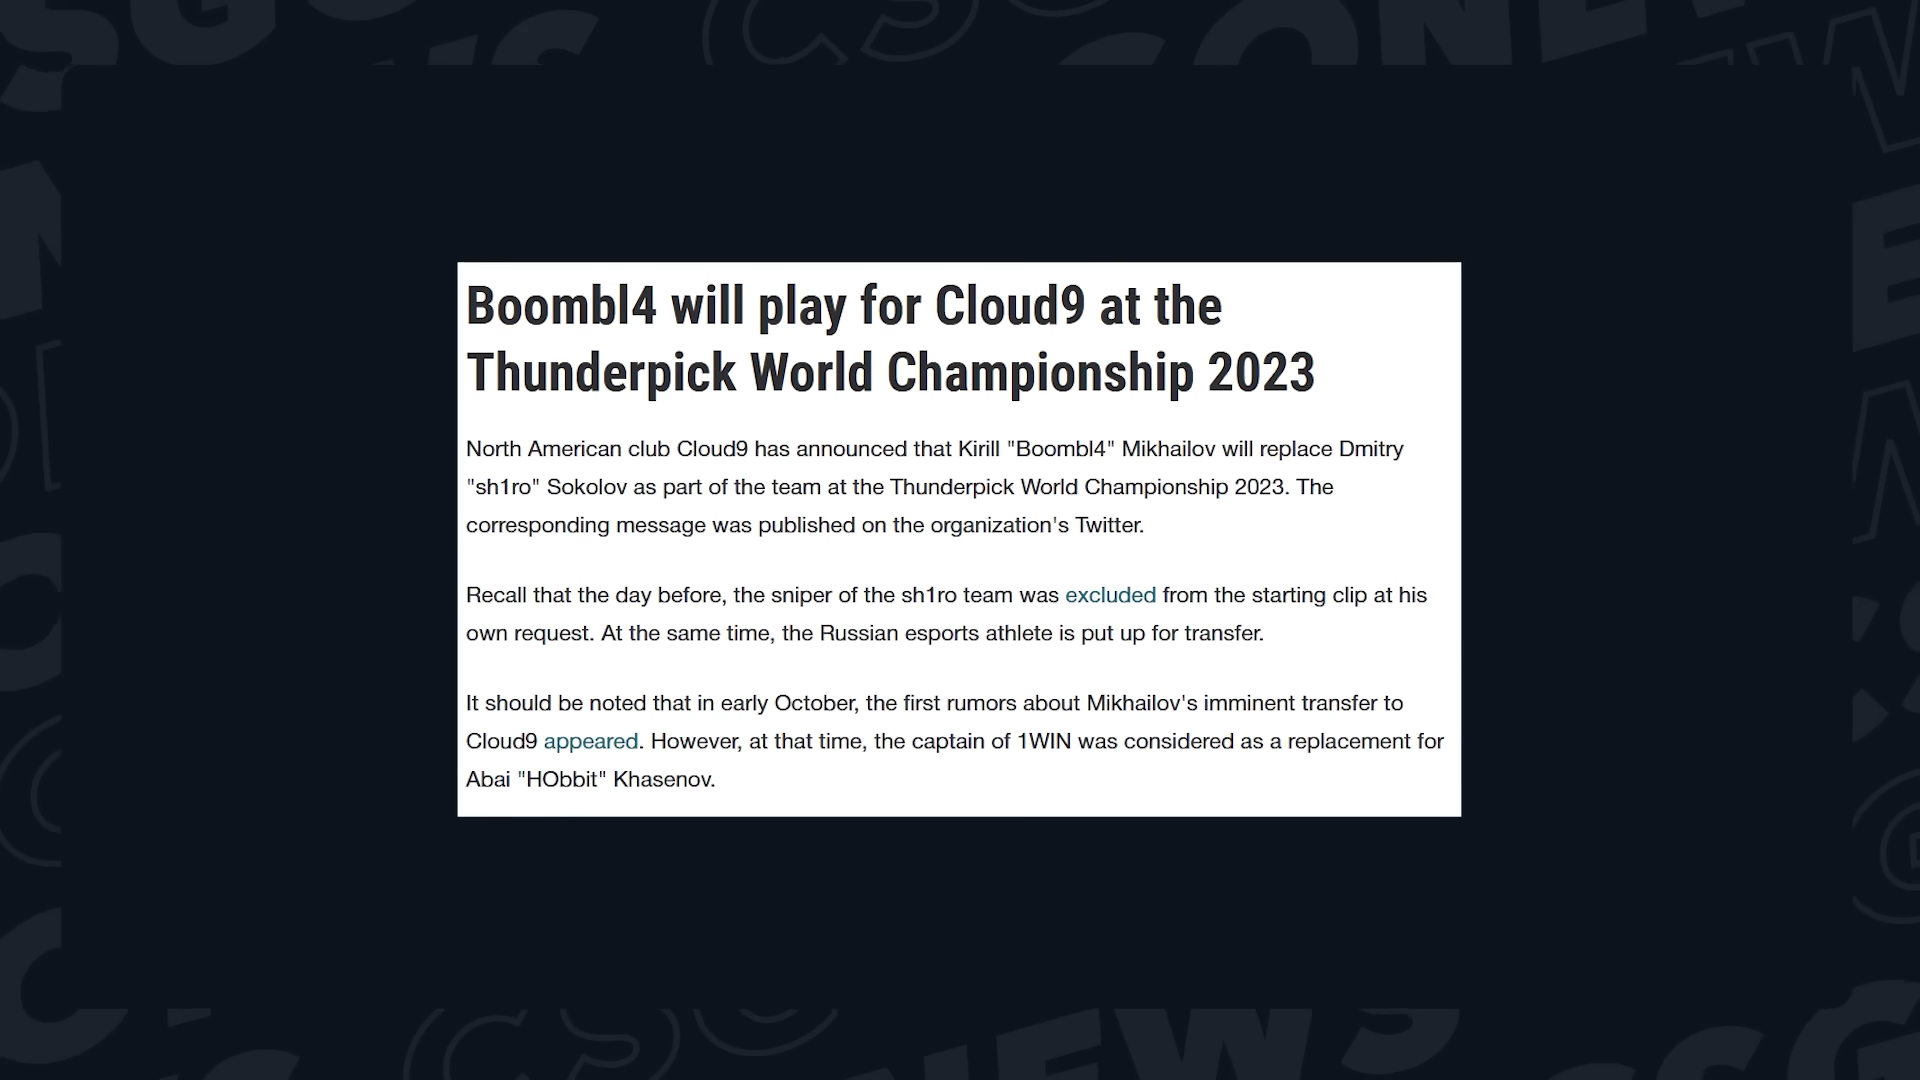 Boombl4 will play for Cloud9 at the
Thunderpick World Championship 2023
North American club Cloud9 has announced that Kirill "Boombl4" Mikhailov will replace Dmitry
"sh1ro" Sokolov as part of the team at the Thunderpick World Championship 2023. The
corresponding message was published on the organization's Twitter.
Recall that the day before, the sniper of the sh1ro team was excluded from the starting clip at his
own request. At the same time, the Russian esports athlete is put up for transfer.
It should be noted that in early October, the first rumors about Mikhailov's imminent transfer to
Cloud9 appeared. However, at that time, the captain of 1WIN was considered as a replacement for
Abai "HObbit" Khasenov.